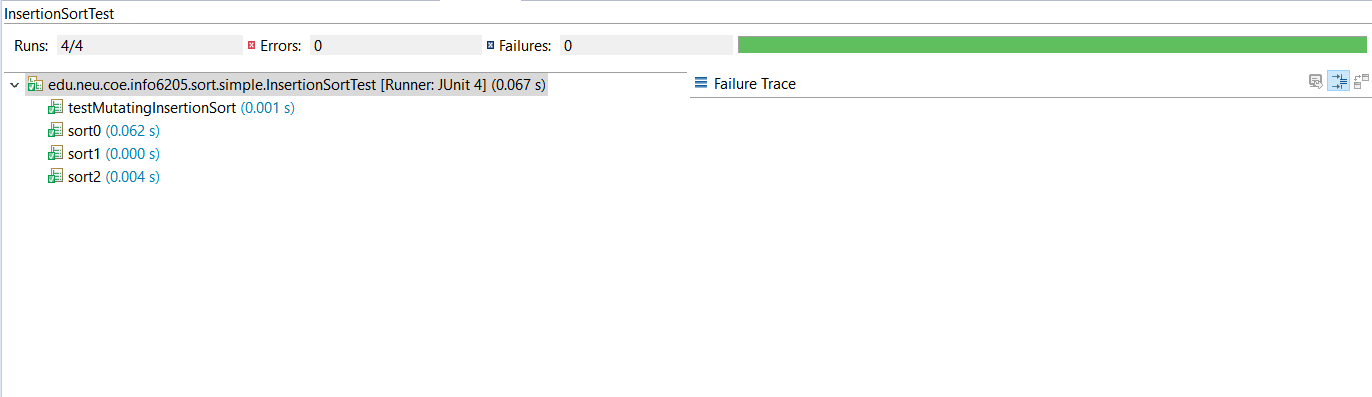 InsertionSortTest
Runs: 4/4 Errors: 0 Failures: 0
edu.neu.coe.info6205.sort.simple.InsertionSortTest [Runner: JUnit 4] (0.067 s) Failure Trace
testMutatingInsertionSort (0.001 s)
sort0 (0.062 s)
sort1 (0.000 s)
sort2 (0.004 s)